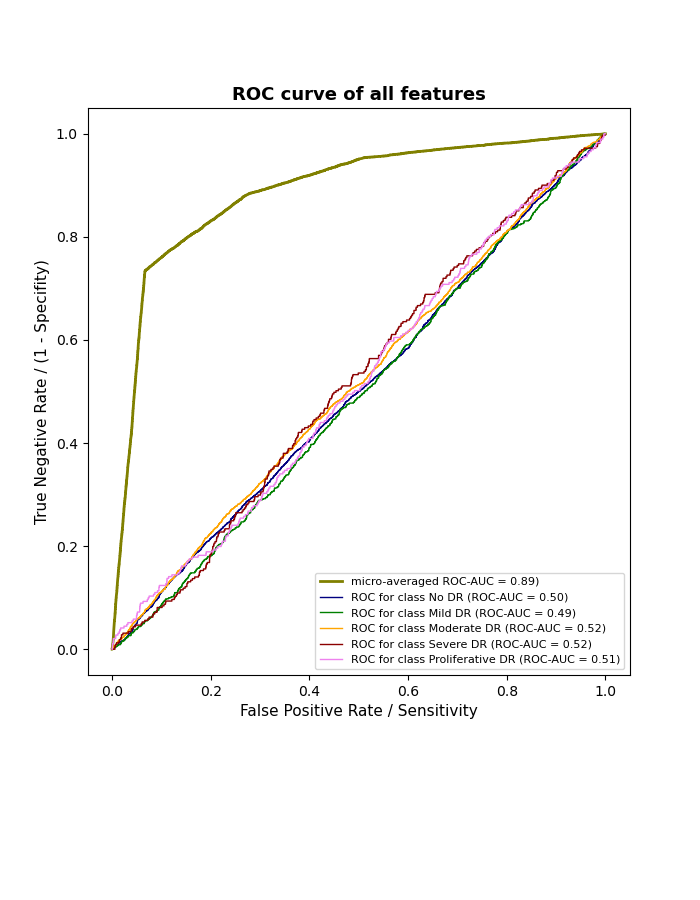 ROC curve of all features
True Negative Rate / (1 - Specifity)
1.0
0.8
0.6
0.4
0.2
0.0
micro-averaged ROC-AUC = 0.89)
ROC for class No DR (ROC-AUC = 0.50)
ROC for class Mild DR (ROC-AUC = 0.49)
ROC for class Moderate DR (ROC-AUC = 0.52)
ROC for class Severe DR (ROC-AUC = 0.52)
ROC for class Proliferative DR (ROC-AUC = 0.51)
0.0 0.2 0.4 0.6 0.8 1.0
False Positive Rate / Sensitivity